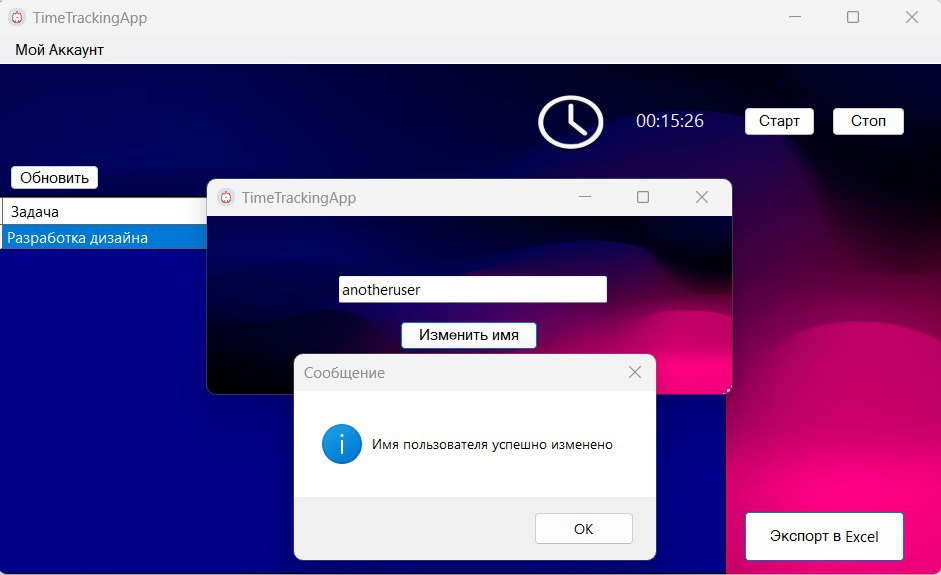 TimeTrackingApp
Мой Аккаунт
00:15:26
Старт
Стоп
Обновить
Задача
Разработка дизайна
TimeTrackingApp
anotheruser
Изменить имя
Сообщение
Имя пользователя успешно изменено
OK
Экспорт в Excel